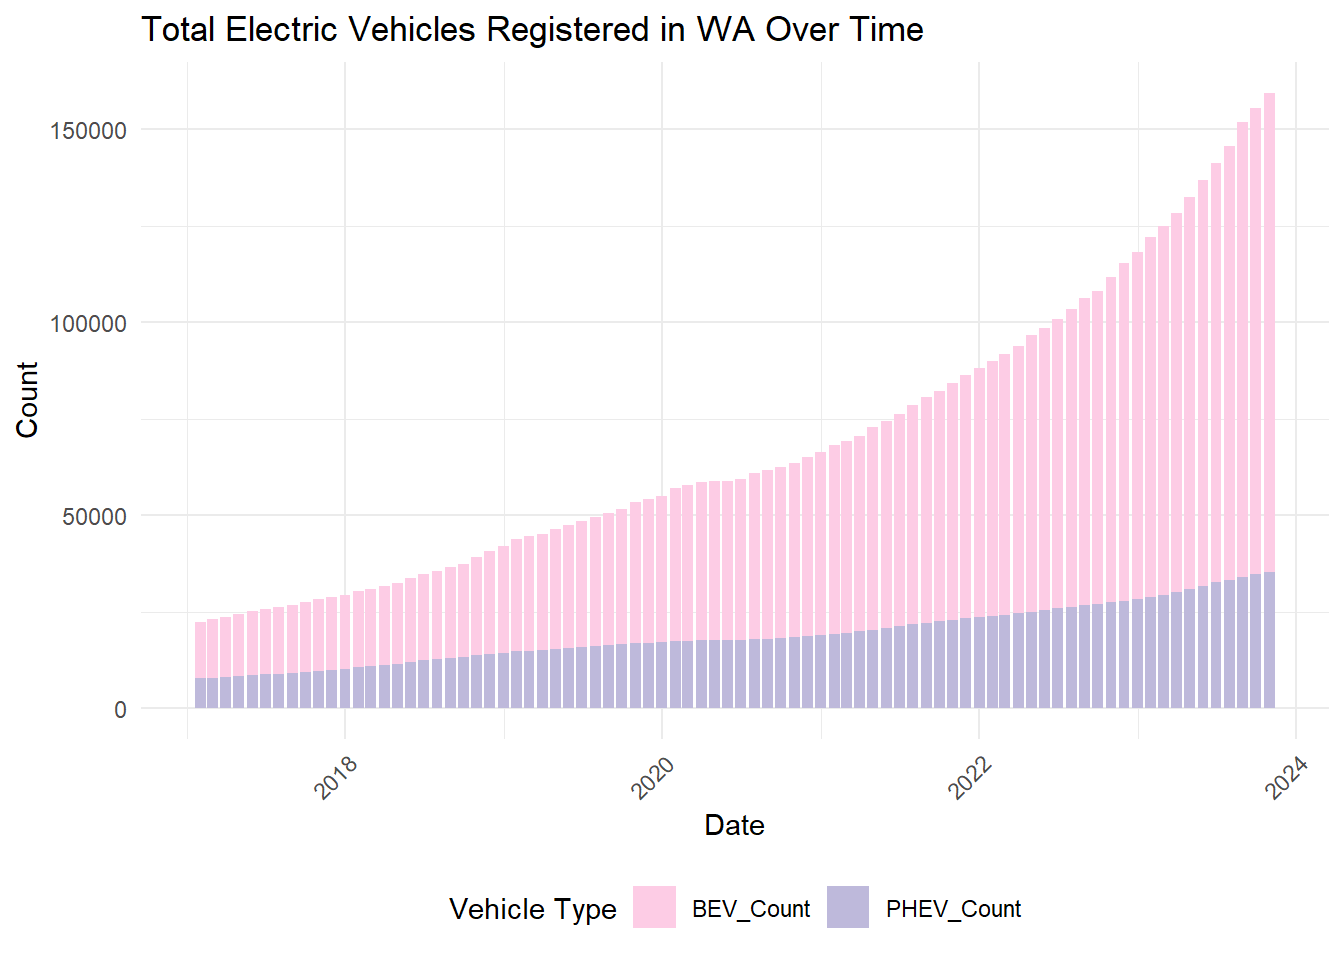 Total Electric Vehicles Registered in WA Over Time
150000
100000
50000
0
Count
2018
2020
2022
2024
Date
Vehicle Type
BEV_Count
PHEV_Count